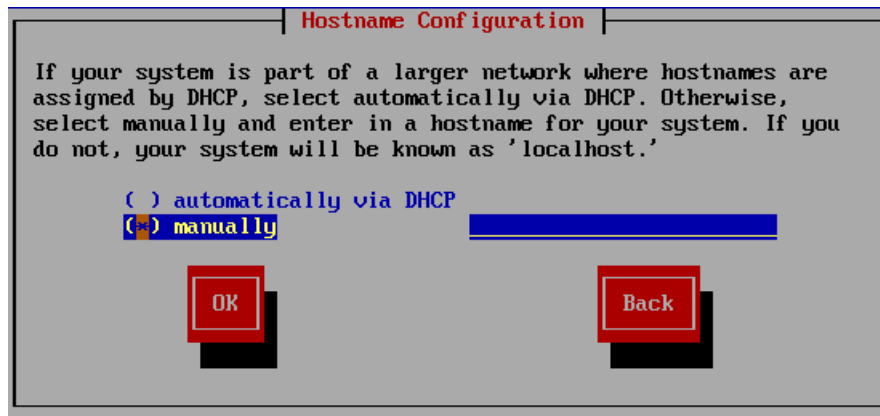 Hostname Configuration
If your system is part of a larger network where hostnames are
assigned by DHCP, select automatically via DHCP. Otherwise,
select manually and enter in a hostname for your system. If you
do not, your system will be known as 'localhost.'
( ) automatically via DHCP
(*) manually
OK Back